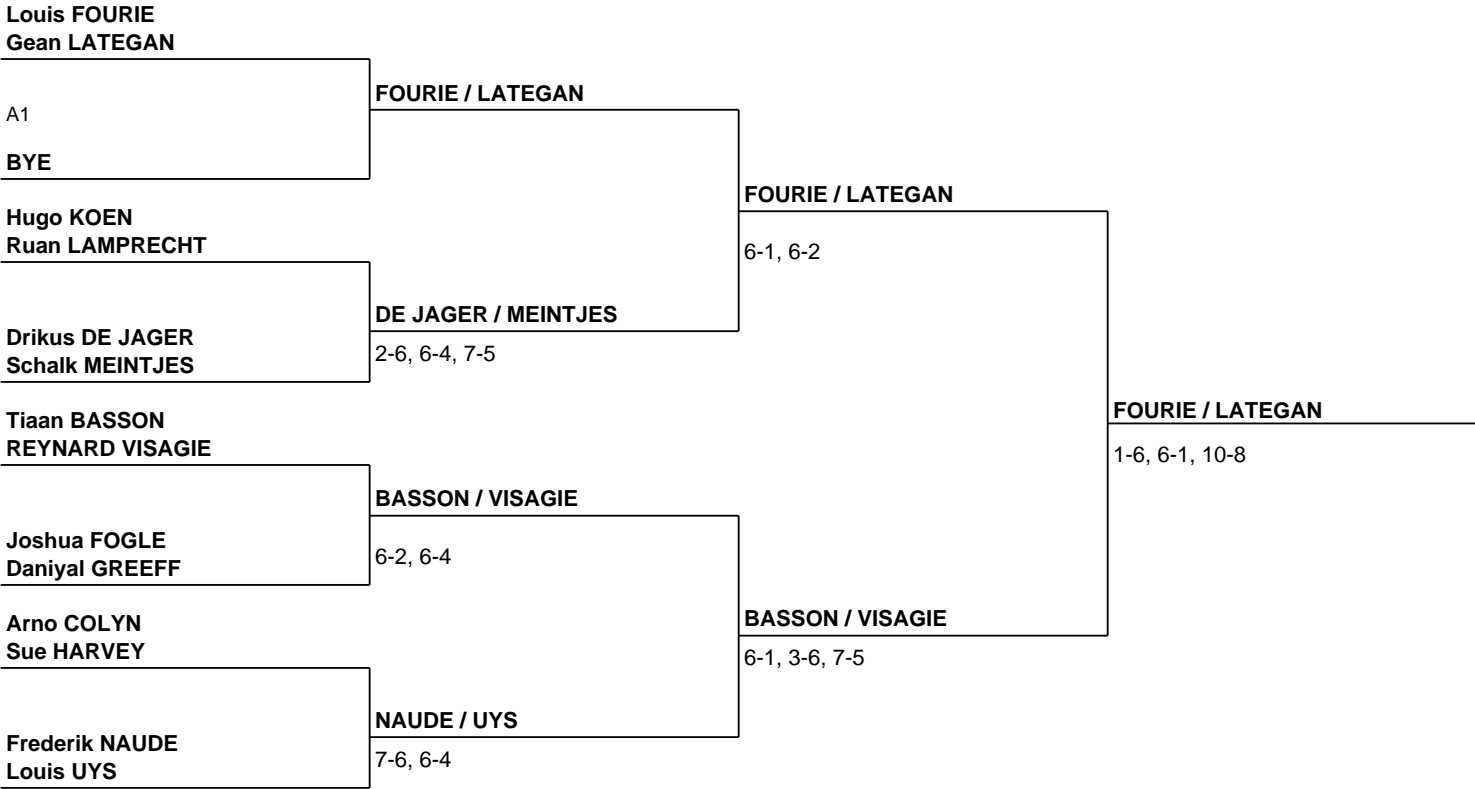 Louis FOURIE
Gean LATEGAN
FOURIE / LATEGAN
A1
BYE
FOURIE / LATEGAN
Hugo KOEN
Ruan LAMPRECHT
6-1, 6-2
DE JAGER / MEINTJES
Drikus DE JAGER
2-6, 6-4, 7-5
Schalk MEINTJES
FOURIE / LATEGAN
Tiaan BASSON
REYNARD VISAGIE
1-6, 6-1, 10-8
BASSON / VISAGIE
Joshua FOGLE
6-2, 6-4
Daniyal GREEFF
BASSON / VISAGIE
Arno COLYN
Sue HARVEY
6-1, 3-6, 7-5
NAUDE / UYS
Frederik NAUDE
7-6, 6-4
Louis UYS